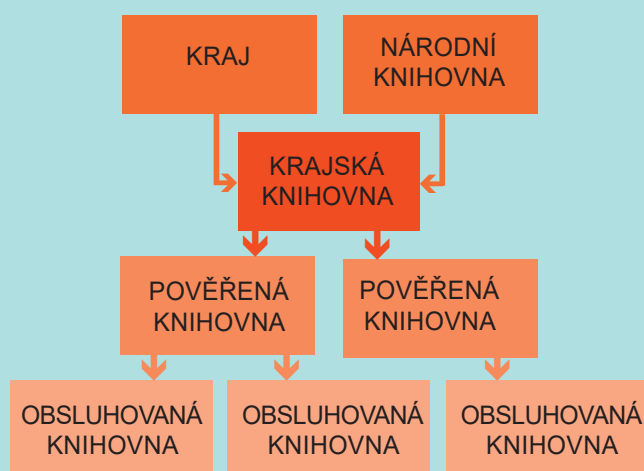 KRAJ
NÁRODNÍ
KNIHOVNA
KRAJSKÁ
KNIHOVNA
POVĚŘENÁ
KNIHOVNA
POVĚŘENÁ
KNIHOVNA
OBSLUHOVANÁ
KNIHOVNA
OBSLUHOVANÁ
KNIHOVNA
OBSLUHOVANÁ
KNIHOVNA